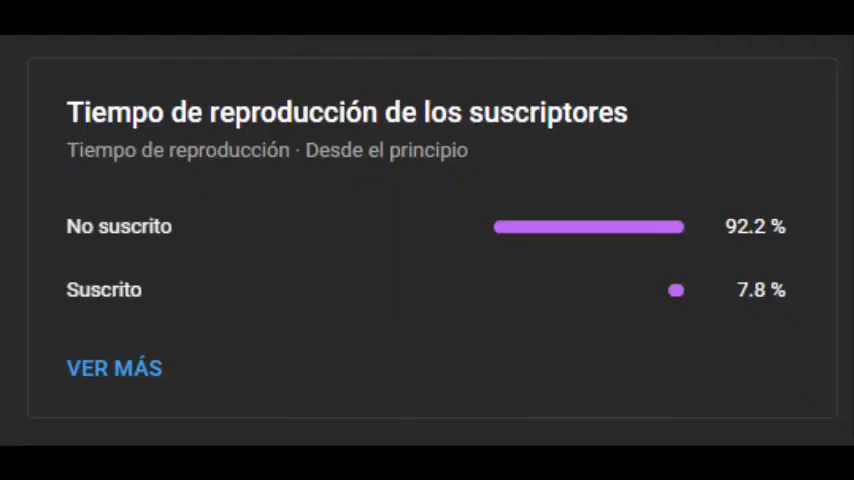 Tiempo de reproducción de los suscriptores
Tiempo de reproducción · Desde el principio
No suscrito 92.2 %
Suscrito 7.8 %
VER MÁS